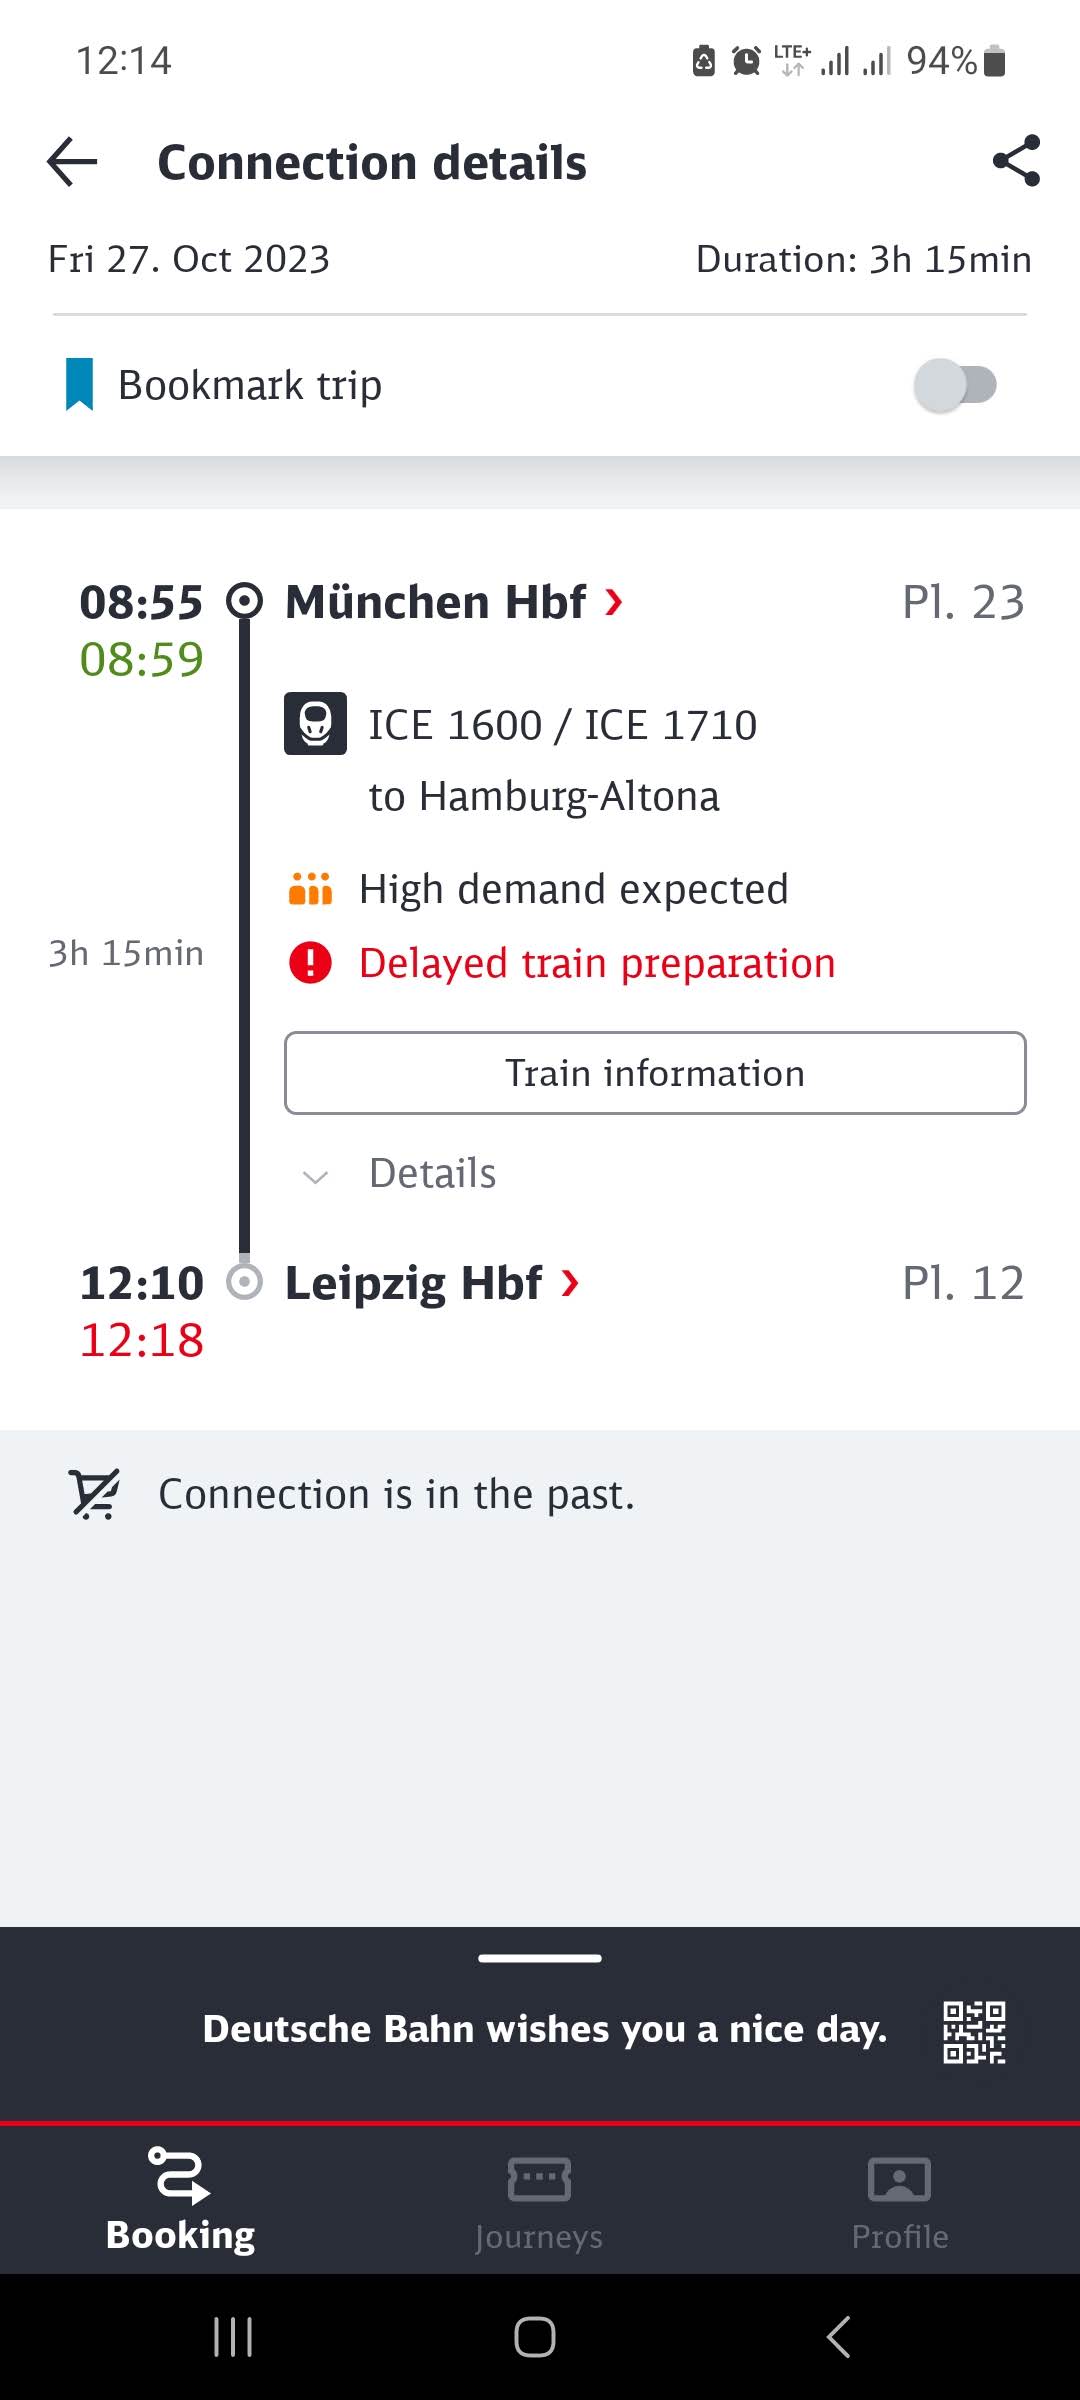 12:14
LTE+
94%
Connection details
Fri 27. Oct 2023
Duration: 3h 15min
Bookmark trip
08:55
München Hbf
Pl. 23
08:59
ICE 1600 / ICE 1710
to Hamburg-Altona
High demand expected
3h 15min
Delayed train preparation
Train information
Details
12:10
Leipzig Hbf
Pl. 12
12:18
Connection is in the past.
Deutsche Bahn wishes you a nice day.
Booking
Journeys
Profile